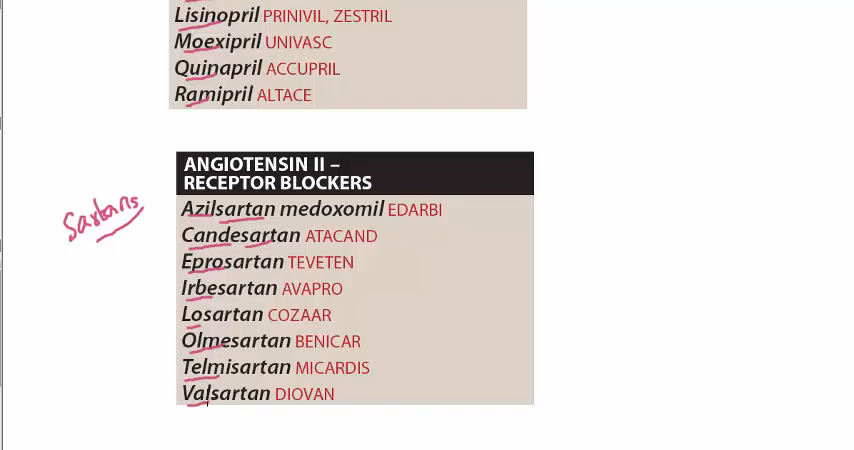 Lisinopril PRINIVIL, ZESTRIL
Moexipril UNIVASC
Quinapril ACCUPRIL
Ramipril ALTACE
ANGIOTENSIN II –
RECEPTOR BLOCKERS
Sartans
Azilsartan medoxomil EDARBI
Candesartan ATACAND
Eprosartan TEVETEN
Irbesartan AVAPRO
Losartan COZAAR
Olmesartan BENICAR
Telmisartan MICARDIS
Valsartan DIOVAN